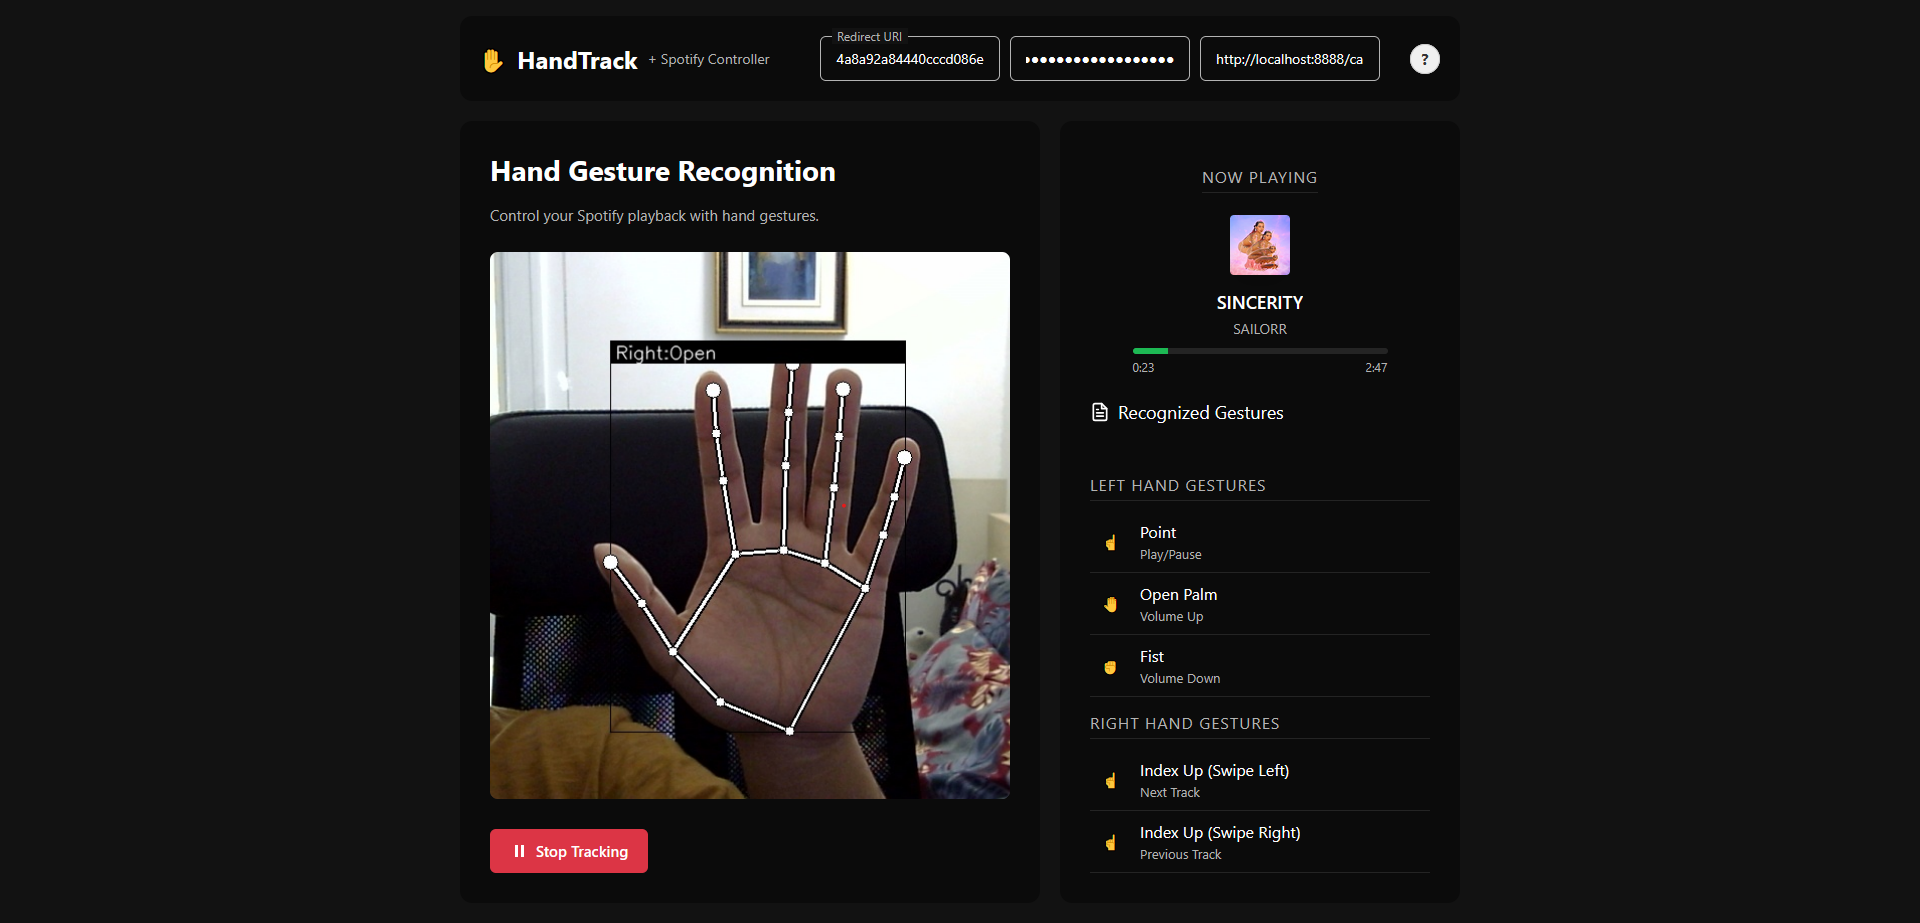 HandTrack + Spotify Controller
Redirect URI
4a8a92a84440cccd086e
••••••••••••••••••
http://localhost:8888/ca
?
Hand Gesture Recognition
Control your Spotify playback with hand gestures.
Right:Open
Stop Tracking
NOW PLAYING
SINCERITY
SAILORR
0:23 2:47
Recognized Gestures
LEFT HAND GESTURES
Point
Play/Pause
Open Palm
Volume Up
Fist
Volume Down
RIGHT HAND GESTURES
Index Up (Swipe Left)
Next Track
Index Up (Swipe Right)
Previous Track